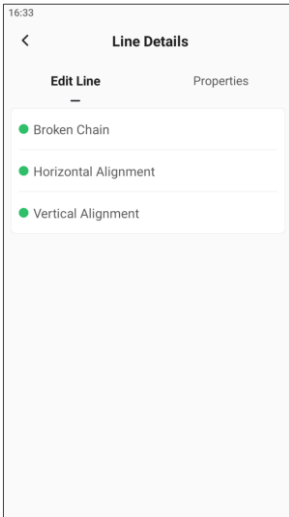 16:33
Line Details
Edit Line Properties
Broken Chain
Horizontal Alignment
Vertical Alignment